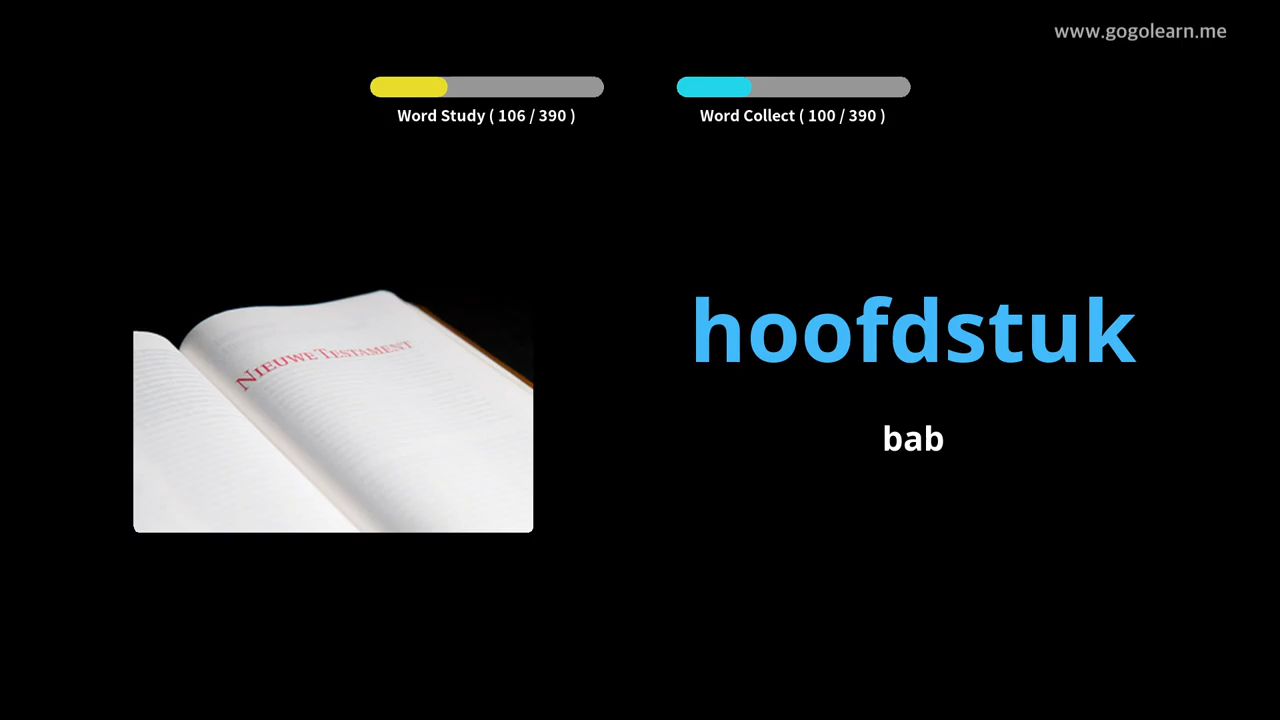 www.gogolearn.me
Word Study ( 106 / 390 )
Word Collect ( 100 / 390 )
NIEUWE TESTAMENT
hoofdstuk
bab